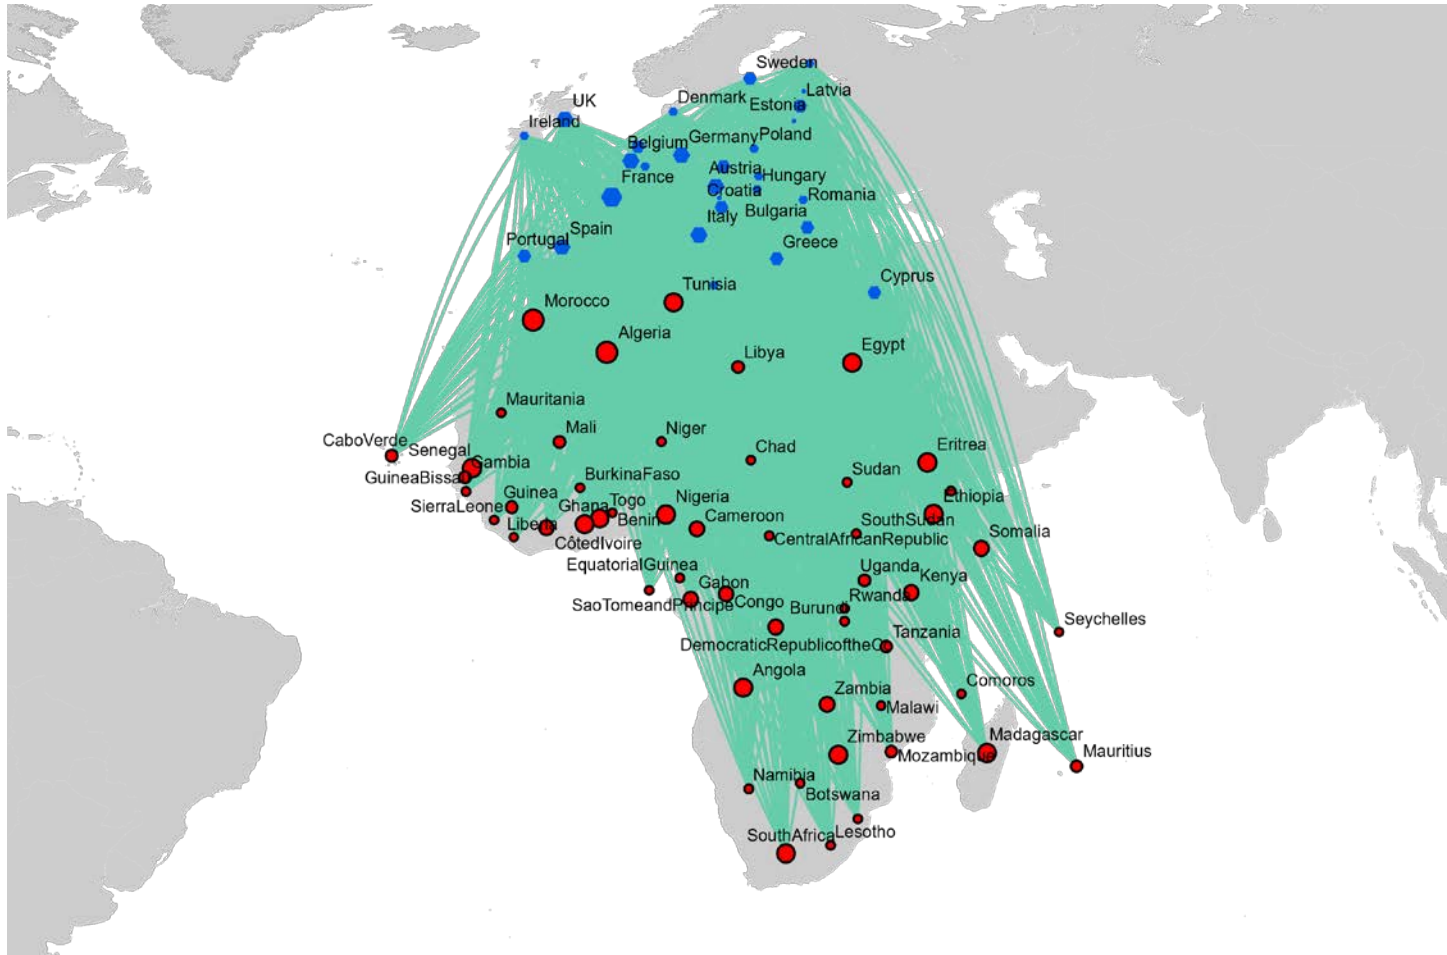 Sweden
Latvia
Denmark
Estonia
UK
Ireland
Belgium
Germany
Poland
Austria
Hungary
France
Croatia
Romania
Italy
Bulgaria
Spain
Portugal
Greece
Cyprus
Tunisia
Morocco
Algeria
Libya
Egypt
Mauritania
Mali
Niger
Chad
CaboVerde
Senegal
Eritrea
Gambia
GuineaBissa
BurkinaFaso
Sudan
Guinea
Ethiopia
SierraLeone
Ghana
Togo
Nigeria
Liberia
Benin
Cameroon
SouthSudan
Somalia
CôtedIvoire
CentralAfricanRepublic
EquatorialGuinea
Uganda
Gabon
Kenya
SaoTomeandPrincipe
Congo
Burundi
Rwanda
Seychelles
Tanzania
DemocraticRepublicoftheC
Angola
Comoros
Zambia
Malawi
Zimbabwe
Madagascar
Mozambique
Mauritius
Namibia
Botswana
SouthAfrica
Lesotho